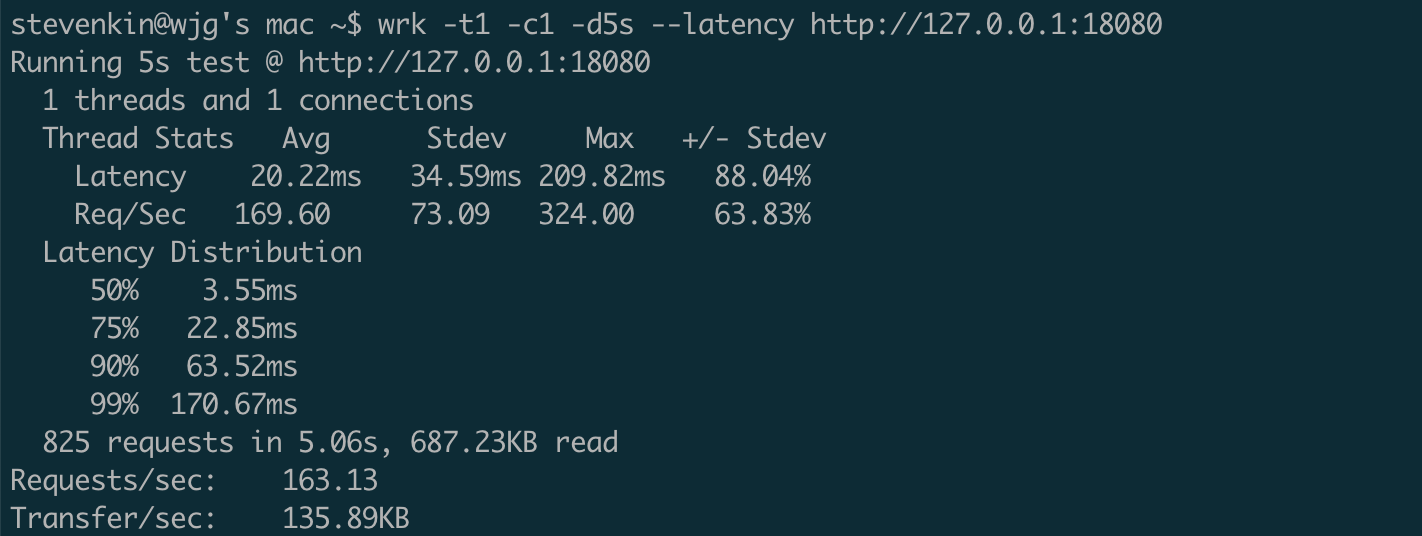 stevenkin@wjg's mac ~$ wrk -t1 -c1 -d5s --latency http://127.0.0.1:18080
Running 5s test @ http://127.0.0.1:18080
  1 threads and 1 connections
  Thread Stats   Avg      Stdev     Max   +/- Stdev
    Latency    20.22ms   34.59ms 209.82ms   88.04%
    Req/Sec   169.60     73.09   324.00     63.83%
  Latency Distribution
     50%    3.55ms
     75%   22.85ms
     90%   63.52ms
     99%  170.67ms
  825 requests in 5.06s, 687.23KB read
Requests/sec:    163.13
Transfer/sec:    135.89KB